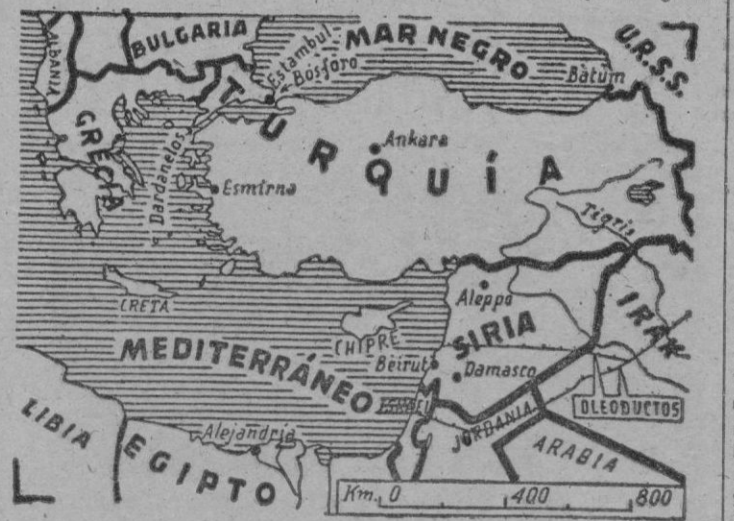 ALBANIA
BULGARIA
Estambul
Bósforo
MAR NEGRO
Batum
U.R.S.S.
GRECIA
Dardanelos
TURQUÍA
Ankara
Esmirna
Tigris
CRETA
CHIPRE
Aleppo
SIRIA
IRAK
MEDITERRÁNEO
Beirut
Damasco
Israel
JORDANIA
OLEODUCTOS
LIBIA
EGIPTO
Alejandría
ARABIA
Km. 0 400 800